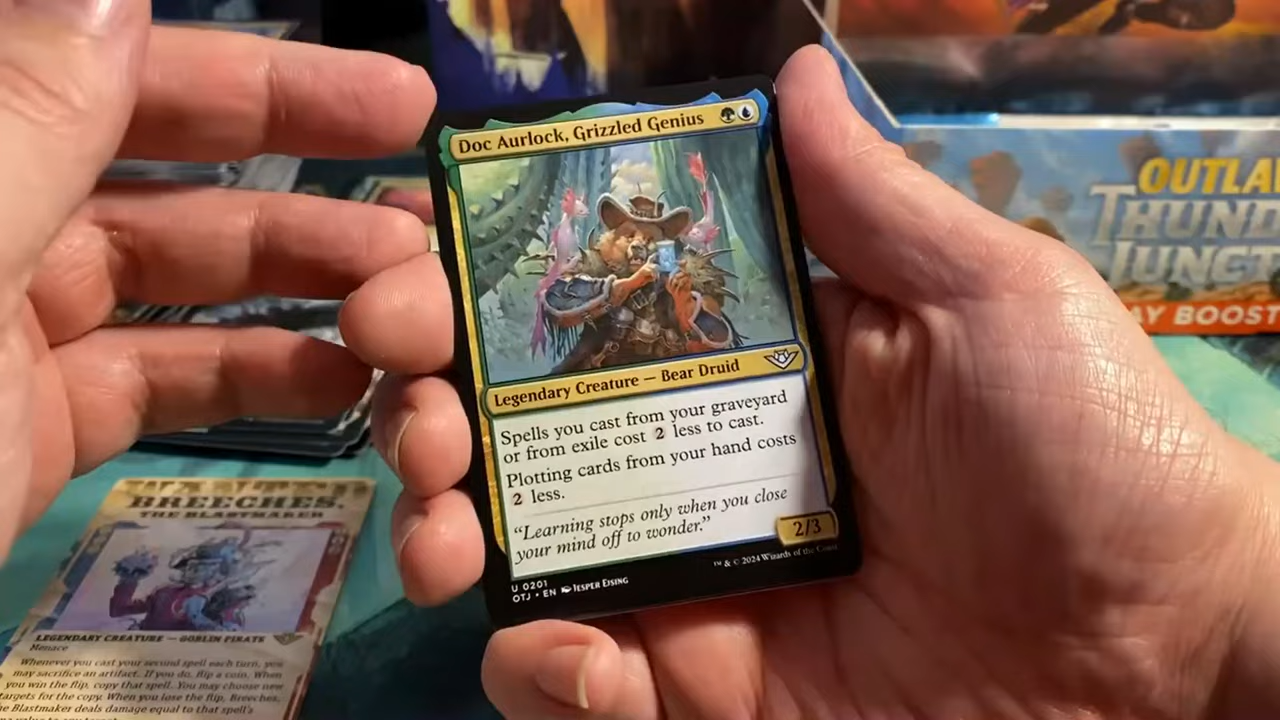 Doc Aurlock, Grizzled Genius
Legendary Creature — Bear Druid
Spells you cast from your graveyard
or from exile cost 2 less to cast.
Plotting cards from your hand costs
2 less.
“Learning stops only when you close
your mind off to wonder.”
2/3
U 0201
OTJ • EN JESPER EISING
™ & © 2024 Wizards of the Coast
OUTLA
THUND
JUNCT
AY BOOST
WANTED
BREECHES,
THE BLASTMAKER
LEGENDARY CREATURE — GOBLIN PIRATE
Menace
Whenever you cast your second spell each turn, you
may sacrifice an artifact. If you do, flip a coin. When
you win the flip, copy that spell. You may choose new
targets for the copy. When you lose the flip, Breeches,
he Blastmaker deals damage equal to that spell's